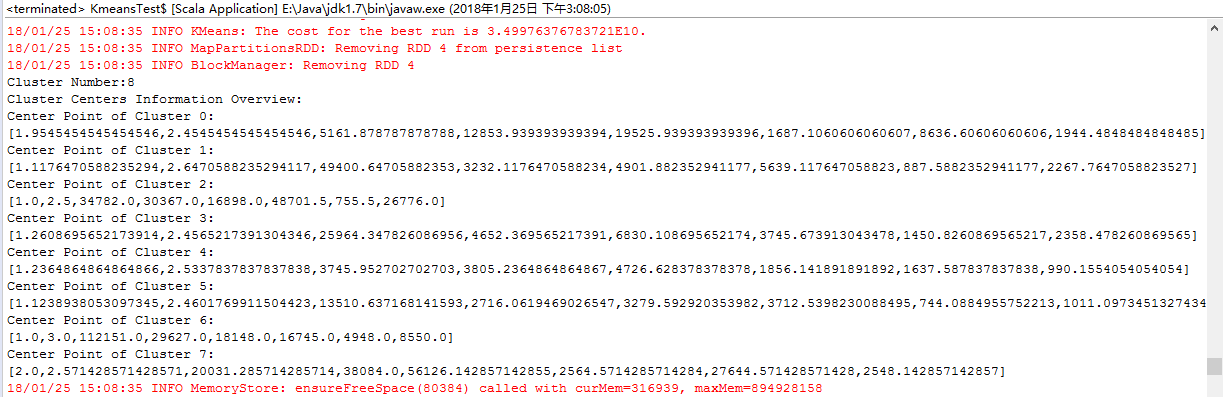 <terminated> KmeansTest$ [Scala Application] E:\Java\jdk1.7\bin\javaw.exe (2018年1月25日 下午3:08:05)
18/01/25 15:08:35 INFO KMeans: The cost for the best run is 3.49976376783721E10.
18/01/25 15:08:35 INFO MapPartitionsRDD: Removing RDD 4 from persistence list
18/01/25 15:08:35 INFO BlockManager: Removing RDD 4
Cluster Number:8
Cluster Centers Information Overview:
Center Point of Cluster 0:
[1.9545454545454546,2.4545454545454546,5161.878787878788,12853.939393939394,19525.939393939396,1687.1060606060607,8636.60606060606,1944.4848484848485]
Center Point of Cluster 1:
[1.1176470588235294,2.6470588235294117,49400.64705882353,3232.1176470588234,4901.882352941177,5639.117647058823,887.5882352941177,2267.7647058823527]
Center Point of Cluster 2:
[1.0,2.5,34782.0,30367.0,16898.0,48701.5,755.5,26776.0]
Center Point of Cluster 3:
[1.2608695652173914,2.4565217391304346,25964.347826086956,4652.369565217391,6830.108695652174,3745.673913043478,1450.8260869565217,2358.478260869565]
Center Point of Cluster 4:
[1.2364864864864866,2.5337837837837838,3745.952702702703,3805.2364864864867,4726.628378378378,1856.141891891892,1637.587837837838,990.1554054054054]
Center Point of Cluster 5:
[1.1238938053097345,2.4601769911504423,13510.637168141593,2716.0619469026547,3279.592920353982,3712.5398230088495,744.0884955752213,1011.0973451327434
Center Point of Cluster 6:
[1.0,3.0,112151.0,29627.0,18148.0,16745.0,4948.0,8550.0]
Center Point of Cluster 7:
[2.0,2.571428571428571,20031.285714285714,38084.0,56126.142857142855,2564.5714285714284,27644.571428571428,2548.142857142857]
18/01/25 15:08:35 INFO MemoryStore: ensureFreeSpace(80384) called with curMem=316939, maxMem=894928158